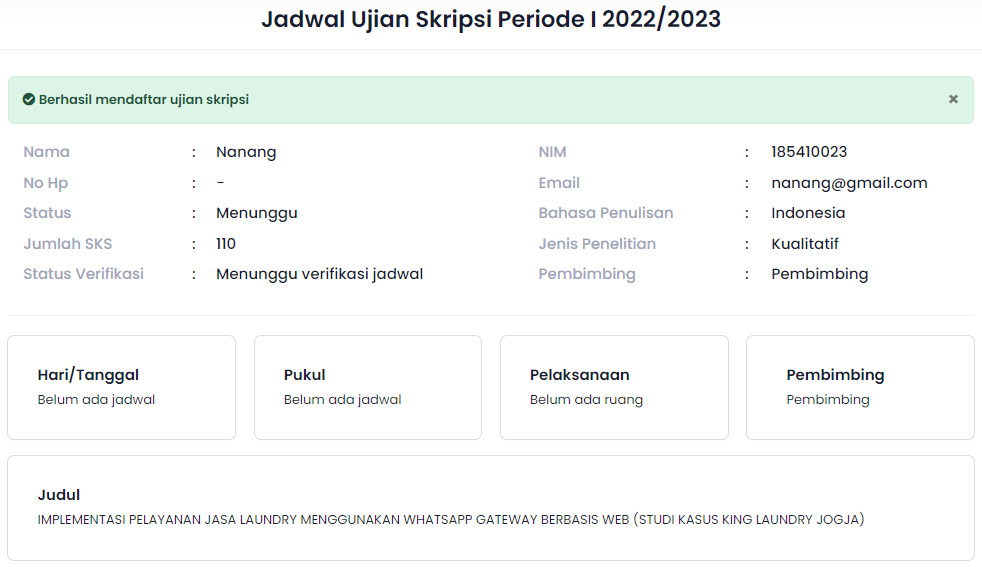 Jadwal Ujian Skripsi Periode I 2022/2023
Berhasil mendaftar ujian skripsi ×
Nama : Nanang NIM : 185410023
No Hp : - Email : nanang@gmail.com
Status : Menunggu Bahasa Penulisan : Indonesia
Jumlah SKS : 110 Jenis Penelitian : Kualitatif
Status Verifikasi : Menunggu verifikasi jadwal Pembimbing : Pembimbing
Hari/Tanggal
Belum ada jadwal
Pukul
Belum ada jadwal
Pelaksanaan
Belum ada ruang
Pembimbing
Pembimbing
Judul
IMPLEMENTASI PELAYANAN JASA LAUNDRY MENGGUNAKAN WHATSAPP GATEWAY BERBASIS WEB (STUDI KASUS KING LAUNDRY JOGJA)